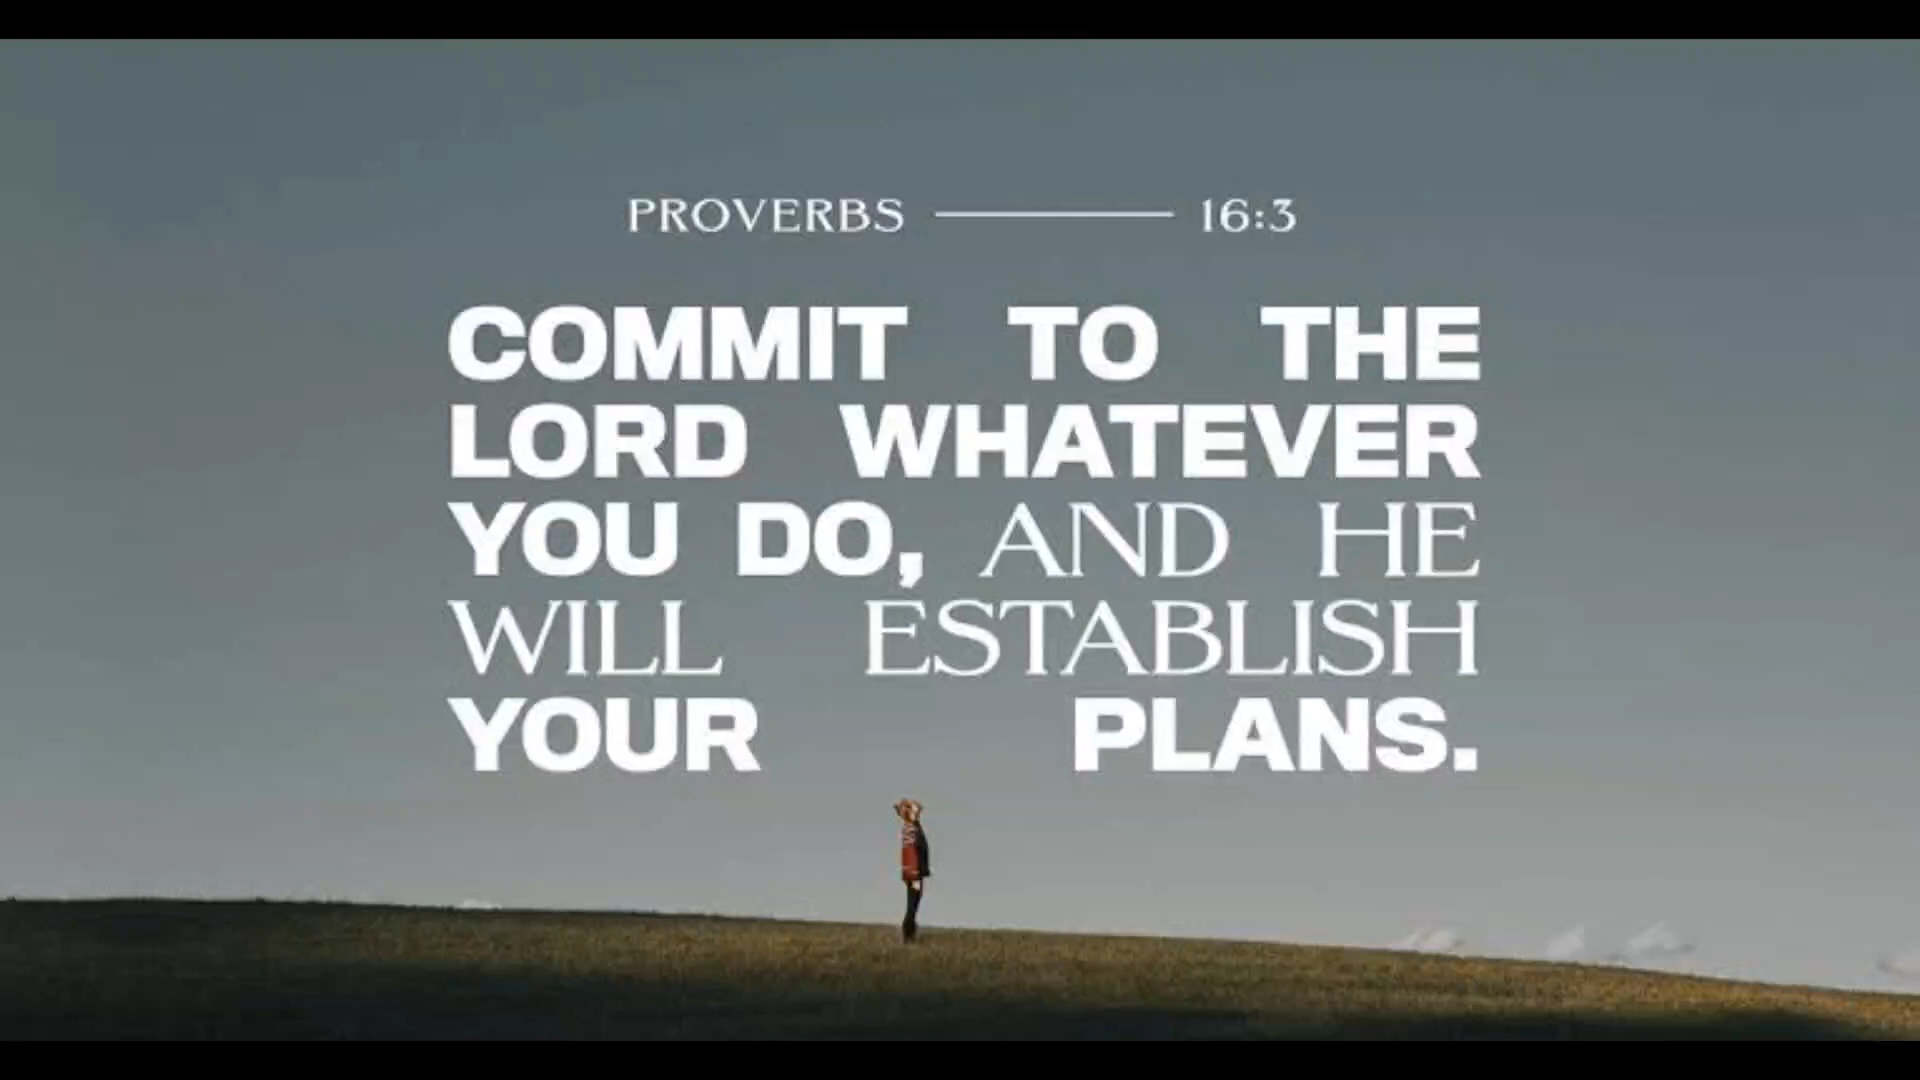 PROVERBS 16:3
COMMIT TO THE
LORD WHATEVER
YOU DO, AND HE
WILL ESTABLISH
YOUR PLANS.